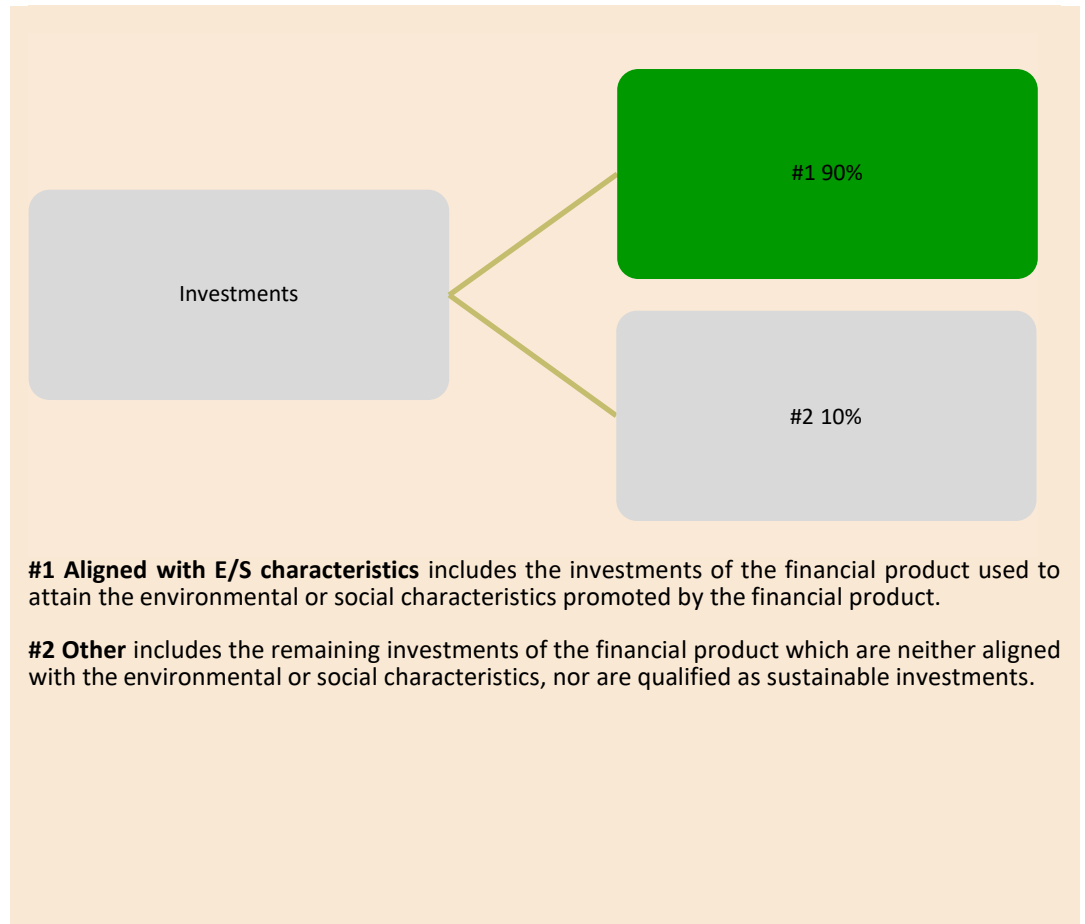 #1 90%
Investments
#2 10%
#1 Aligned with E/S characteristics includes the investments of the financial product used to
attain the environmental or social characteristics promoted by the financial product.
#2 Other includes the remaining investments of the financial product which are neither aligned
with the environmental or social characteristics, nor are qualified as sustainable investments.